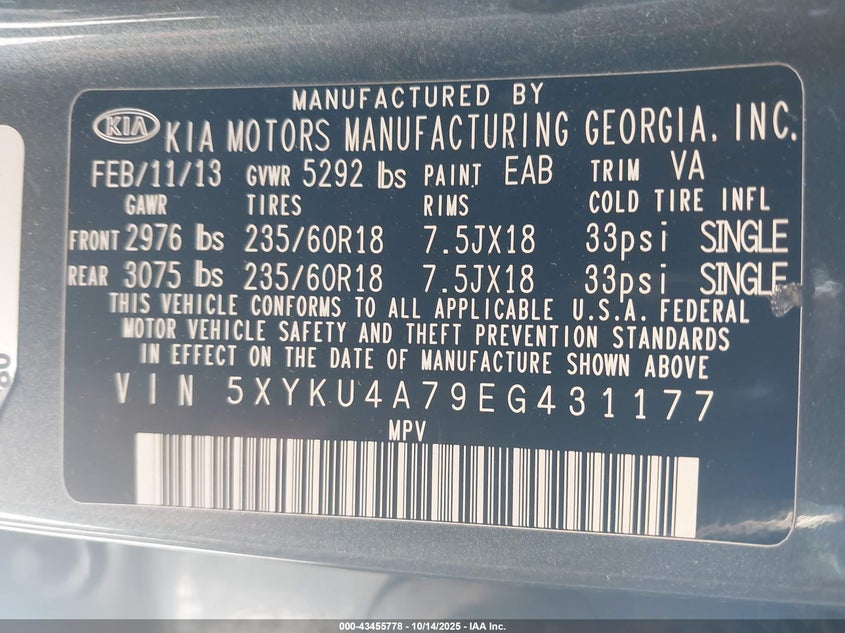 MANUFACTURED BY
KIA KIA MOTORS MANUFACTURING GEORGIA, INC.
FEB/11/13 GVWR 5292 lbs PAINT EAB TRIM VA
GAWR TIRES RIMS COLD TIRE INFL
FRONT 2976 lbs 235/60R18 7.5JX18 33psi SINGLE
REAR 3075 lbs 235/60R18 7.5JX18 33psi SINGLE
THIS VEHICLE CONFORMS TO ALL APPLICABLE U.S.A. FEDERAL
MOTOR VEHICLE SAFETY AND THEFT PREVENTION STANDARDS
IN EFFECT ON THE DATE OF MANUFACTURE SHOWN ABOVE
VIN 5XYKU4A79EG431177
MPV
000-43455778 - 10/14/2025 - IAA Inc.